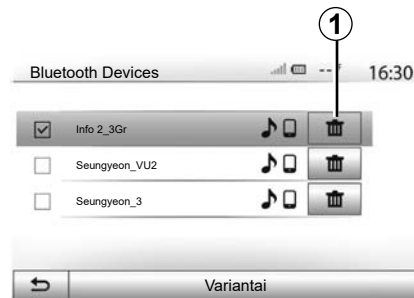 1
Bluetooth Devices -- ° 16:30
Info 2_3Gr
Seungyeon_VU2
Seungyeon_3
Variantai